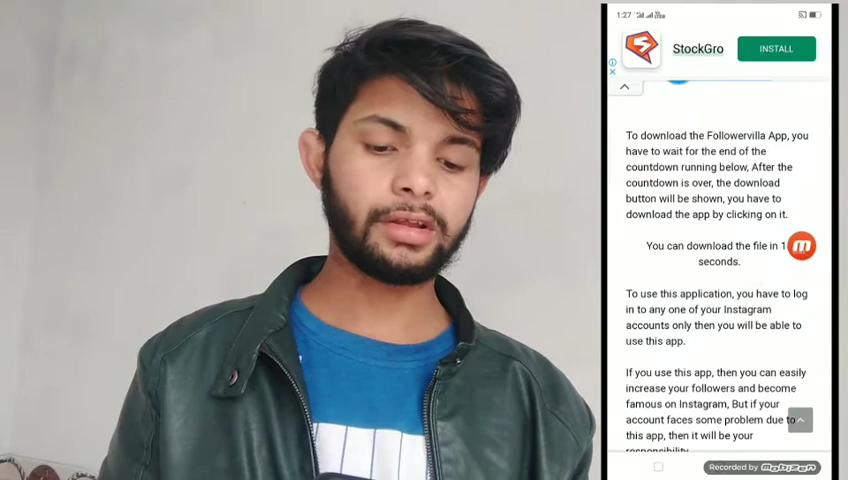 1:27
StockGro
INSTALL
To download the Followervilla App, you
have to wait for the end of the
countdown running below, After the
countdown is over, the download
button will be shown, you have to
download the app by clicking on it.
You can download the file in 1
seconds.
To use this application, you have to log
in to any one of your Instagram
accounts only then you will be able to
use this app.
If you use this app, then you can easily
increase your followers and become
famous on Instagram, But if your
account faces some problem due to
this app, then it will be your
responsibility
Recorded by Mobizen